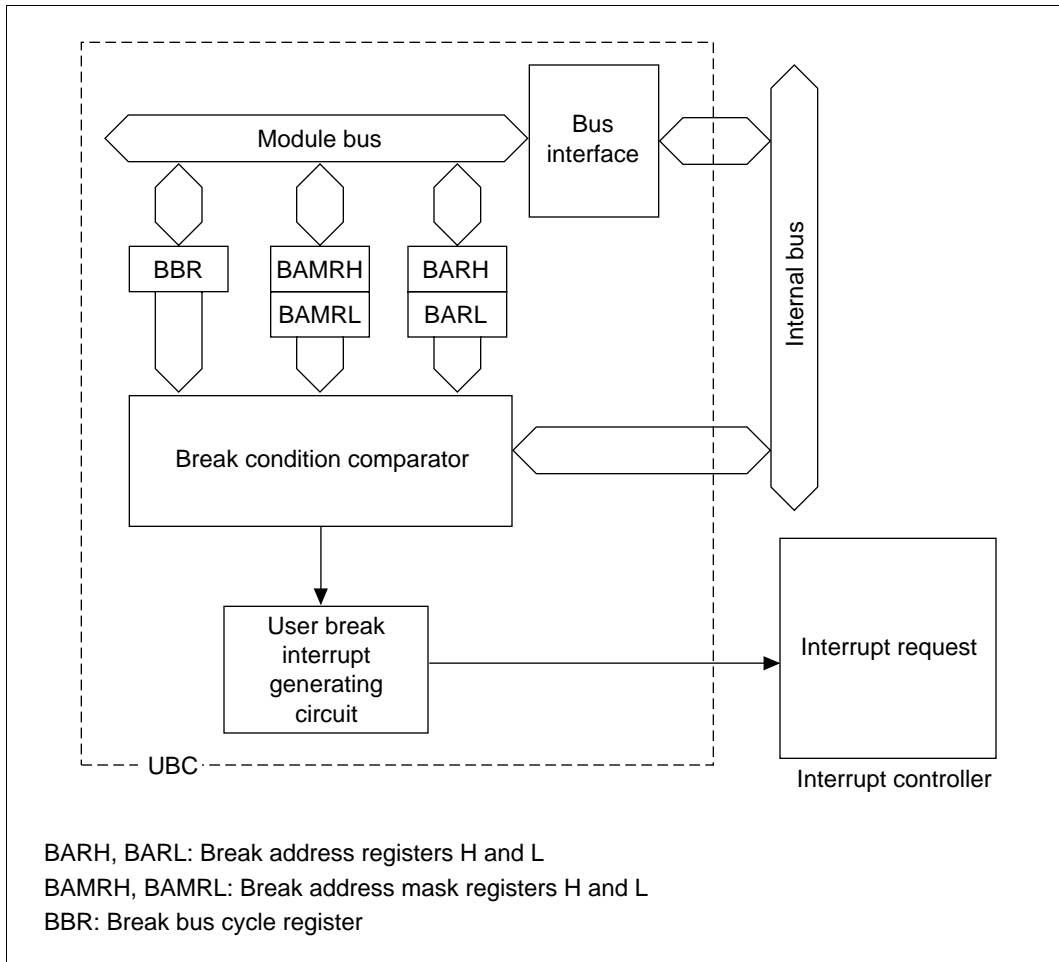 Module bus
Bus
interface
BBR
BAMRH
BARH
BAMRL
BARL
Internal bus
Break condition comparator
User break
interrupt
generating
circuit
Interrupt request
UBC
Interrupt controller
BARH, BARL: Break address registers H and L
BAMRH, BAMRL: Break address mask registers H and L
BBR: Break bus cycle register